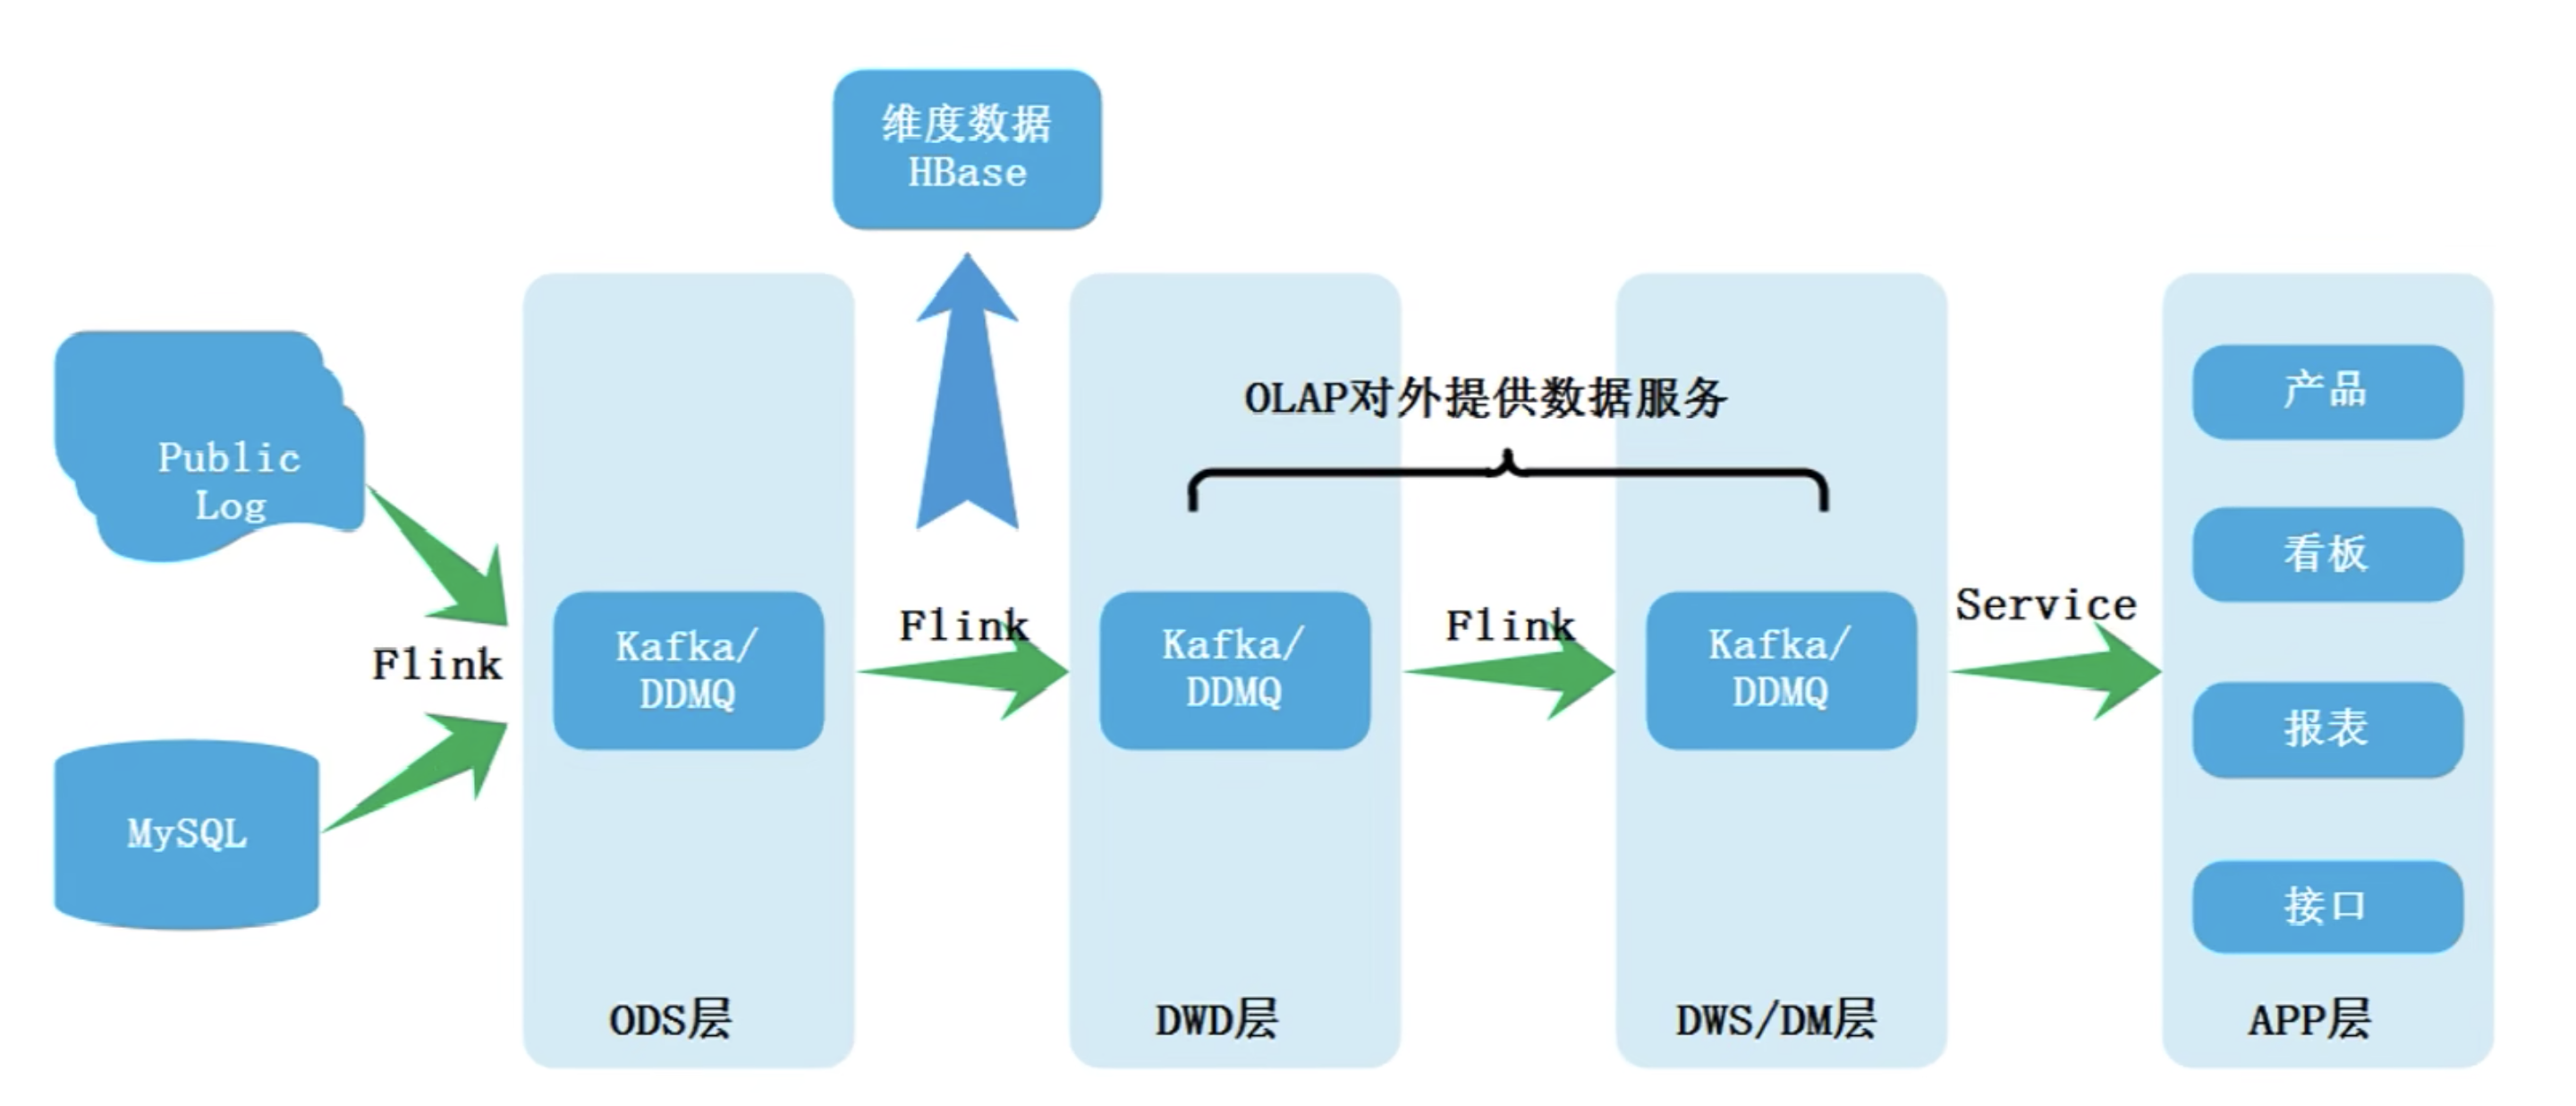 维度数据
HBase
OLAP对外提供数据服务
Public
Log
Flink
MySQL
Kafka/
DDMQ
ODS层
Flink
Kafka/
DDMQ
DWD层
Flink
Kafka/
DDMQ
DWS/DM层
Service
产品
看板
报表
接口
APP层